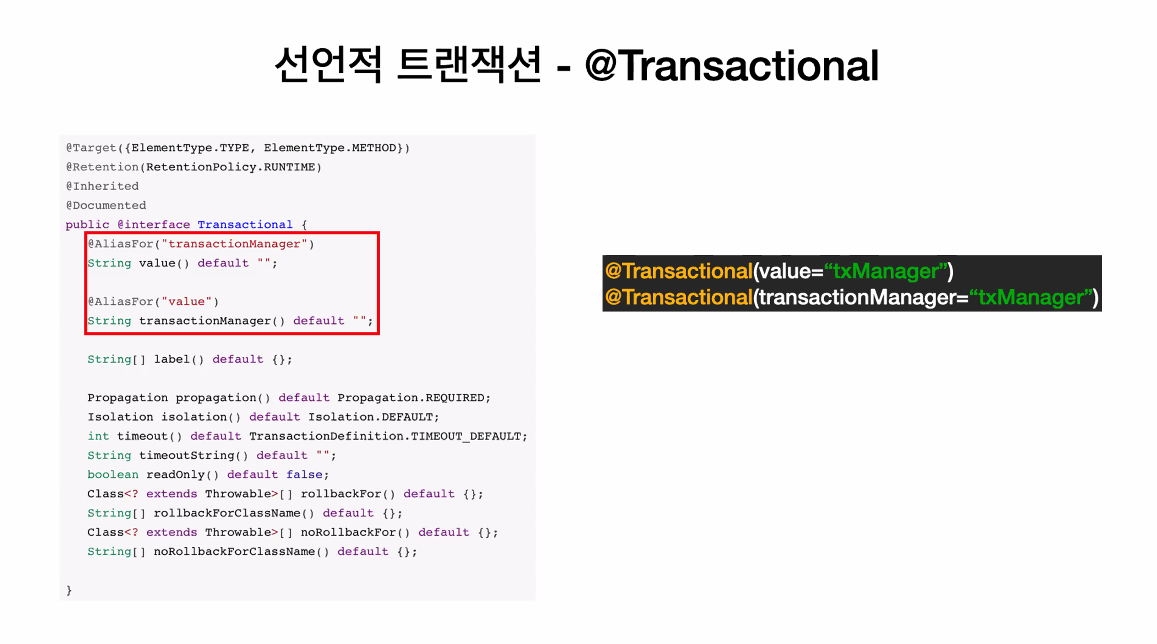 선언적 트랜잭션 - @Transactional
@Target({ElementType.TYPE, ElementType.METHOD})
@Retention(RetentionPolicy.RUNTIME)
@Inherited
@Documented
public @interface Transactional {
@AliasFor("transactionManager")
String value() default "";
@AliasFor("value")
String transactionManager() default "";
String[] label() default {};
Propagation propagation() default Propagation.REQUIRED;
Isolation isolation() default Isolation.DEFAULT;
int timeout() default TransactionDefinition.TIMEOUT_DEFAULT;
String timeoutString() default "";
boolean readOnly() default false;
Class<? extends Throwable>[] rollbackFor() default {};
String[] rollbackForClassName() default {};
Class<? extends Throwable>[] noRollbackFor() default {};
String[] noRollbackForClassName() default {};
}
@Transactional(value=“txManager”)
@Transactional(transactionManager=“txManager”)